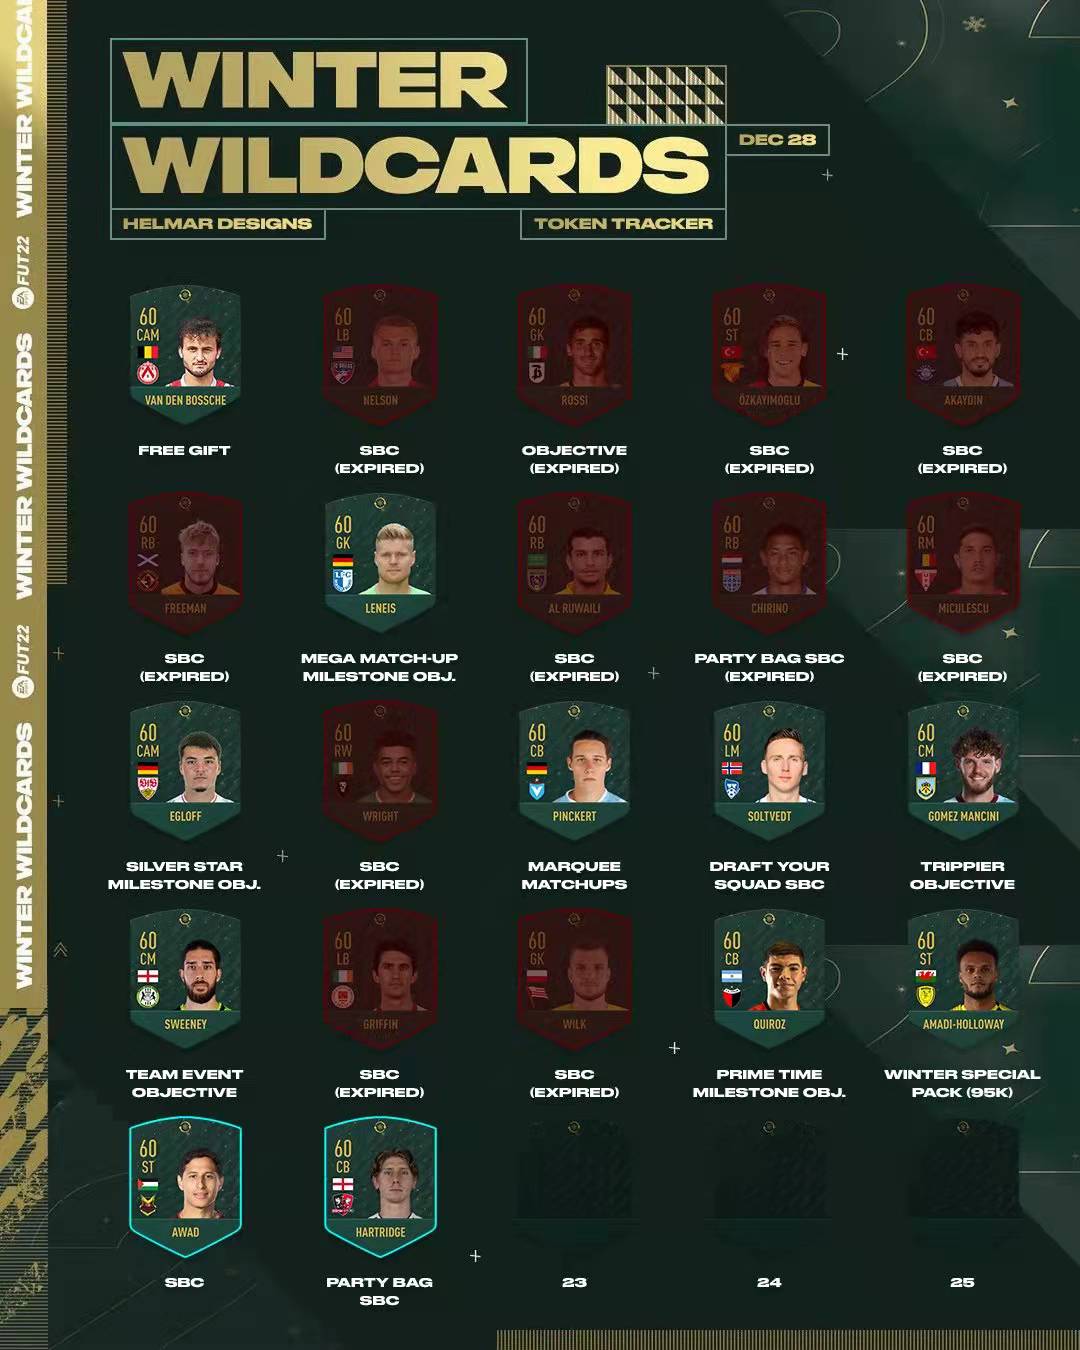 WINTER
WILDCARDS
DEC 28
HELMAR DESIGNS
TOKEN TRACKER
WINTER WILDCAR
FUT22
WINTER WILDCARDS
FUT22
WINTER WILDCARDS
60
CAM
VAN DEN BOSSCHE
FREE GIFT
60
LB
NELSON
SBC
(EXPIRED)
60
GK
ROSSI
OBJECTIVE
(EXPIRED)
60
ST
ÖZKAYIMOGLU
SBC
(EXPIRED)
60
CB
AKAYDIN
SBC
(EXPIRED)
60
RB
FREEMAN
SBC
(EXPIRED)
60
GK
LENEIS
MEGA MATCH-UP
MILESTONE OBJ.
60
RB
AL RUWAILI
SBC
(EXPIRED)
60
RB
CHIRINO
PARTY BAG SBC
(EXPIRED)
60
RM
MICULESCU
SBC
(EXPIRED)
60
CAM
EGLOFF
SILVER STAR
MILESTONE OBJ.
60
RW
WRIGHT
SBC
(EXPIRED)
60
CB
PINCKERT
MARQUEE
MATCHUPS
60
LM
SOLTVEDT
DRAFT YOUR
SQUAD SBC
60
CM
GOMEZ MANCINI
TRIPPIER
OBJECTIVE
60
CM
SWEENEY
TEAM EVENT
OBJECTIVE
60
LB
GRIFFIN
SBC
(EXPIRED)
60
GK
WILK
SBC
(EXPIRED)
60
CB
QUIROZ
PRIME TIME
MILESTONE OBJ.
60
ST
AMADI-HOLLOWAY
WINTER SPECIAL
PACK (95K)
60
ST
AWAD
SBC
60
CB
HARTRIDGE
PARTY BAG
SBC
23
24
25